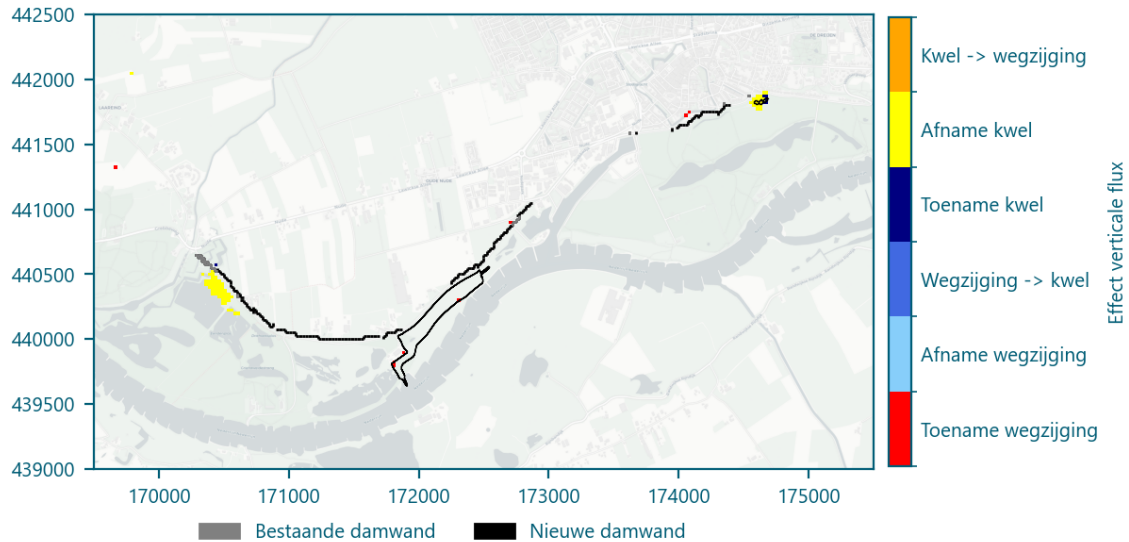 442500
442000
441500
441000
440500
440000
439500
439000
170000 171000 172000 173000 174000 175000
Kwel -> wegzijging
Afname kwel
Toename kwel
Wegzijging -> kwel
Afname wegzijging
Toename wegzijging
Effect verticale flux
Bestaande damwand Nieuwe damwand